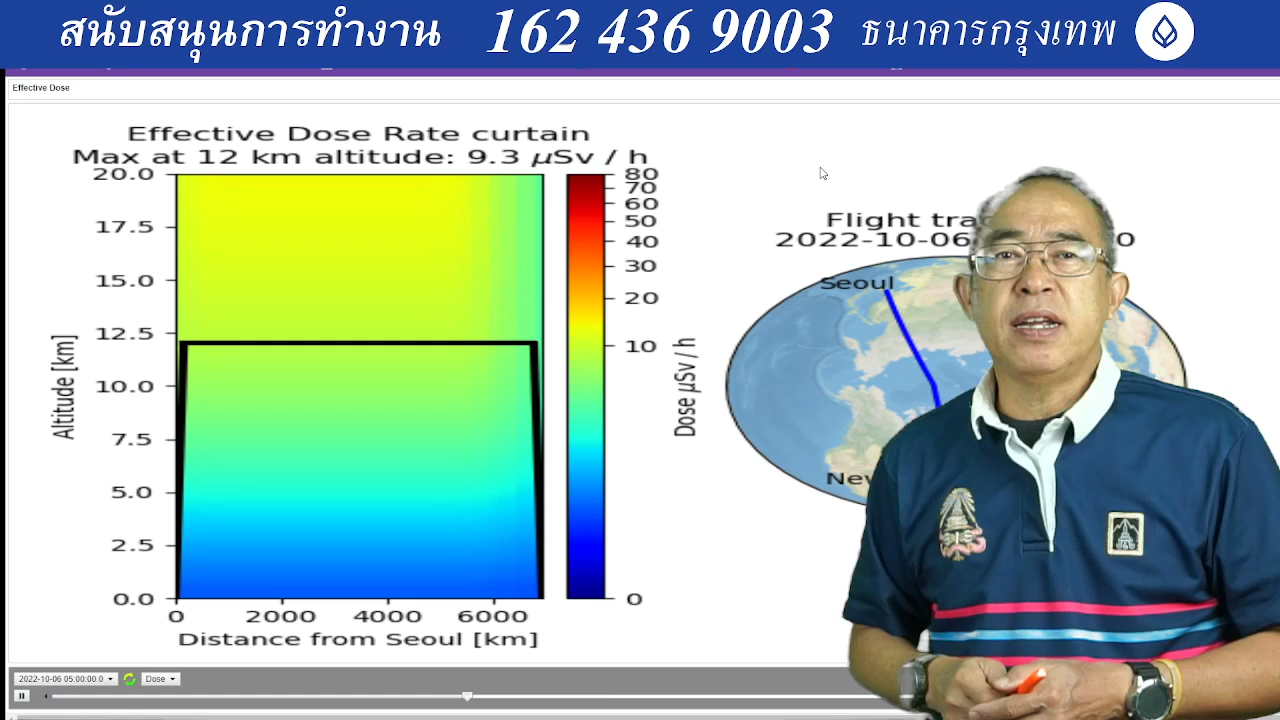 สนับสนุนการทำงาน 162 436 9003 ธนาคารกรุงเทพ
Effective Dose
Effective Dose Rate curtain
Max at 12 km altitude: 9.3 µSv / h
20.0
17.5
15.0
12.5
10.0
7.5
5.0
2.5
0.0
Altitude [km]
0 2000 4000 6000
Distance from Seoul [km]
80
70
60
50
40
30
20
10
0
Dose µSv / h
Flight
2022-10-06
Seoul
2022-10-06 05:00:00.0 Dose